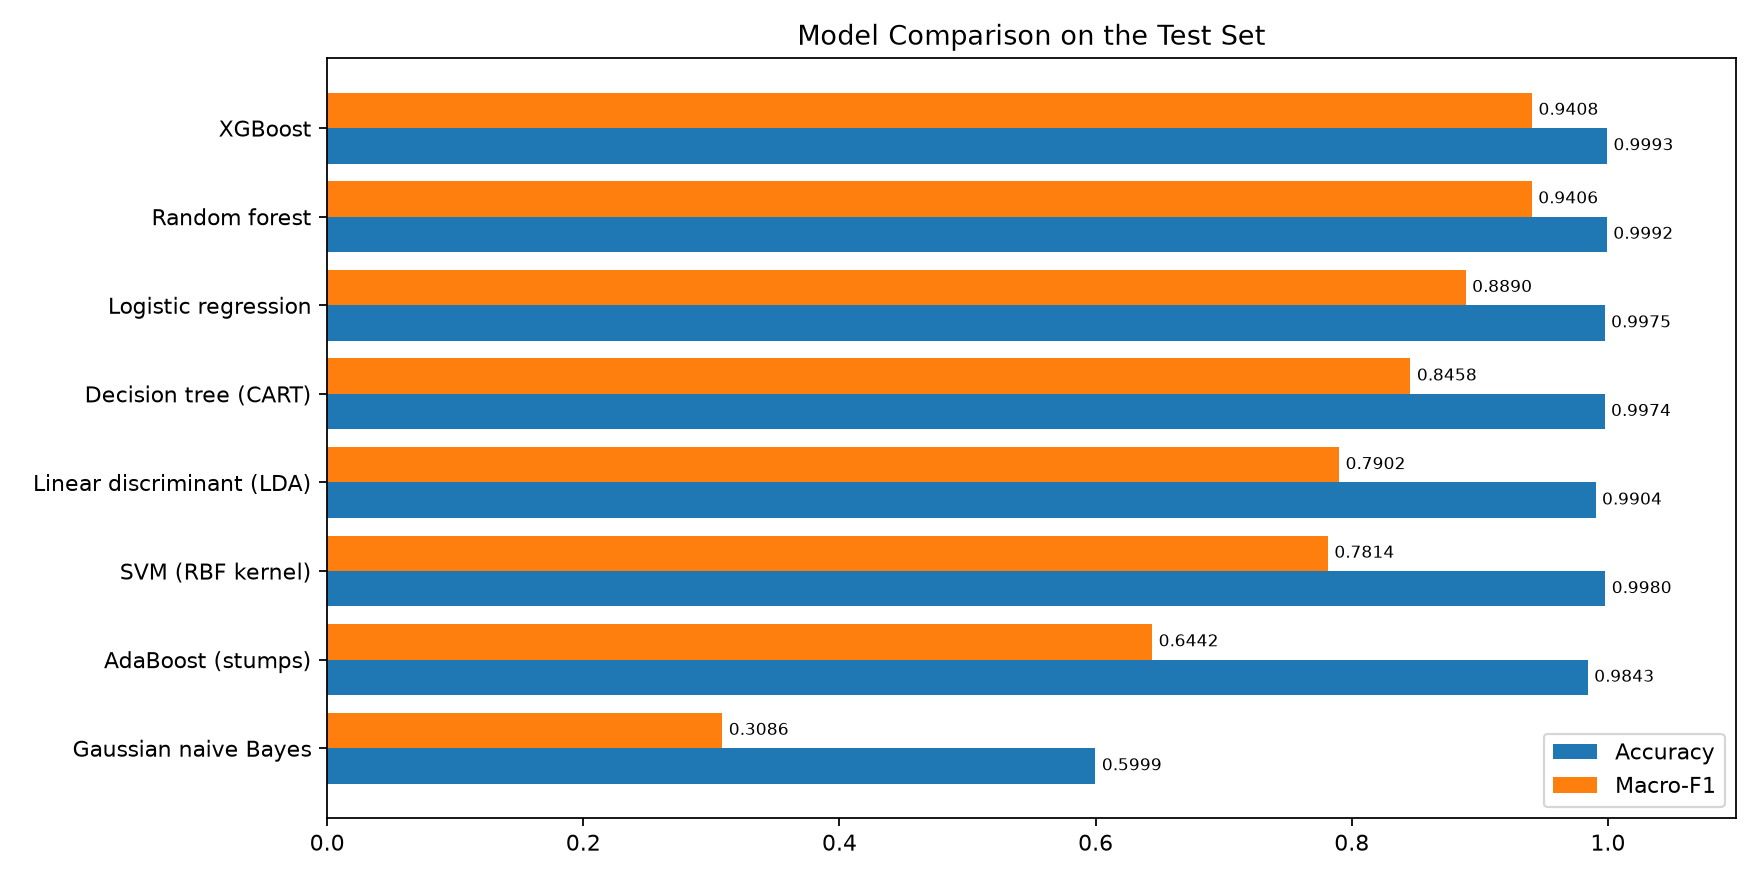 Model Comparison on the Test Set
XGBoost
0.9408
0.9993
Random forest
0.9406
0.9992
Logistic regression
0.8890
0.9975
Decision tree (CART)
0.8458
0.9974
Linear discriminant (LDA)
0.7902
0.9904
SVM (RBF kernel)
0.7814
0.9980
AdaBoost (stumps)
0.6442
0.9843
Gaussian naive Bayes
0.3086
0.5999
Accuracy
Macro-F1
0.0 0.2 0.4 0.6 0.8 1.0